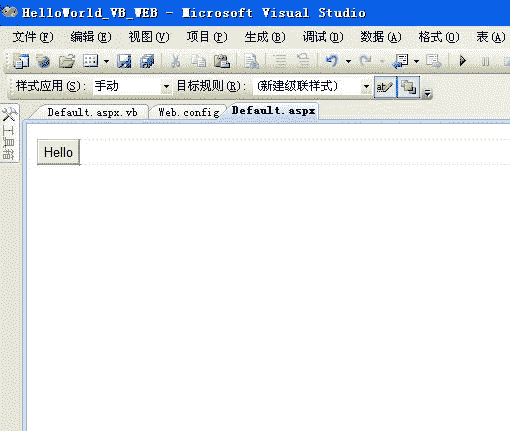 HelloWorld_VB_WEB - Microsoft Visual Studio
文件(F) 编辑(E) 视图(V) 项目(P) 生成(B) 调试(D) 数据(A) 格式(O) 表(A)
样式应用(S): 手动 目标规则(R): (新建级联样式) ab
Default.aspx.vb Web.config Default.aspx
工具箱
Hello